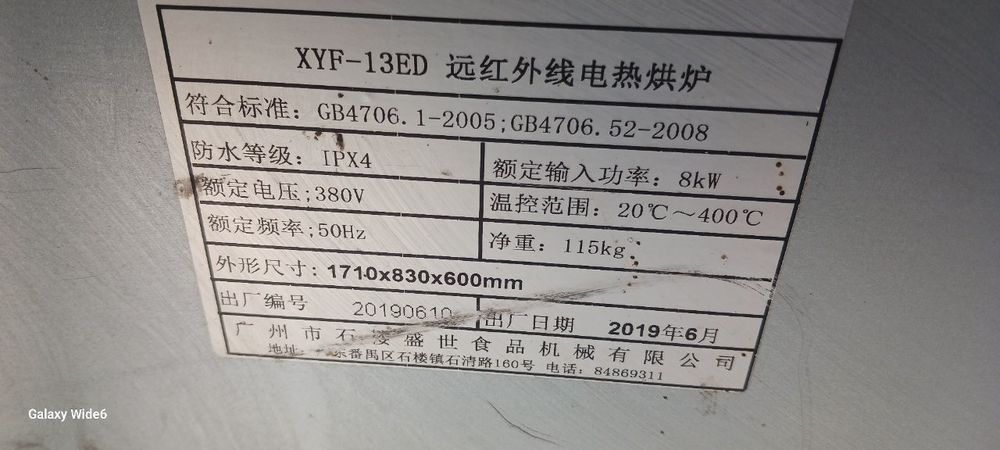 XYF-13ED 远红外线电热烘炉
符合标准: GB4706.1-2005;GB4706.52-2008
防水等级: IPX4
额定输入功率: 8kW
额定电压;380V
温控范围: 20℃～400℃
额定频率;50Hz
净重: 115kg
外形尺寸: 1710x830x600mm
出厂编号 20190610
出厂日期 2019年6月
广州市石 盛世食品机械有限公司
地址: 东番禺区石楼镇石清路160号 电话: 84869311
Galaxy Wide6